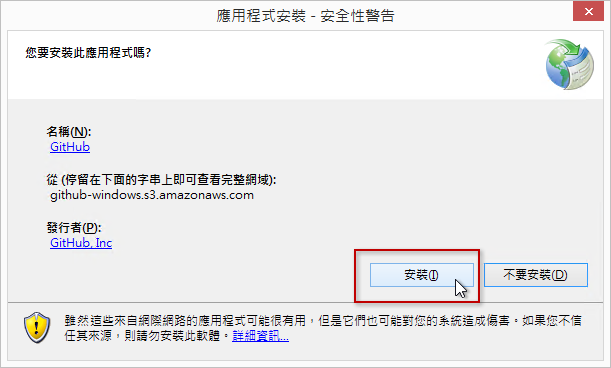 應用程式安裝 - 安全性警告
您要安裝此應用程式嗎?
名稱(N):
GitHub
從 (停留在下面的字串上即可查看完整網域):
github-windows.s3.amazonaws.com
發行者(P):
GitHub, Inc
安裝(I) 不要安裝(D)
雖然這些來自網際網路的應用程式可能很有用，但是它們也可能對您的系統造成傷害。如果您不信
任其來源，則請勿安裝此軟體。詳細資訊...